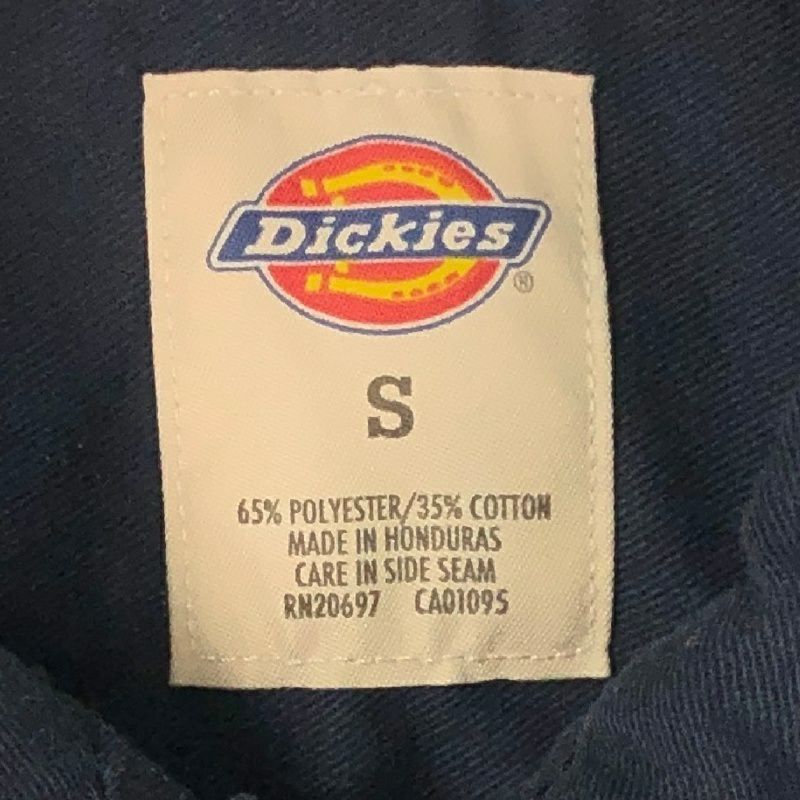 Dickies®
S
65% POLYESTER/35% COTTON
MADE IN HONDURAS
CARE IN SIDE SEAM
RN20697 CA01095